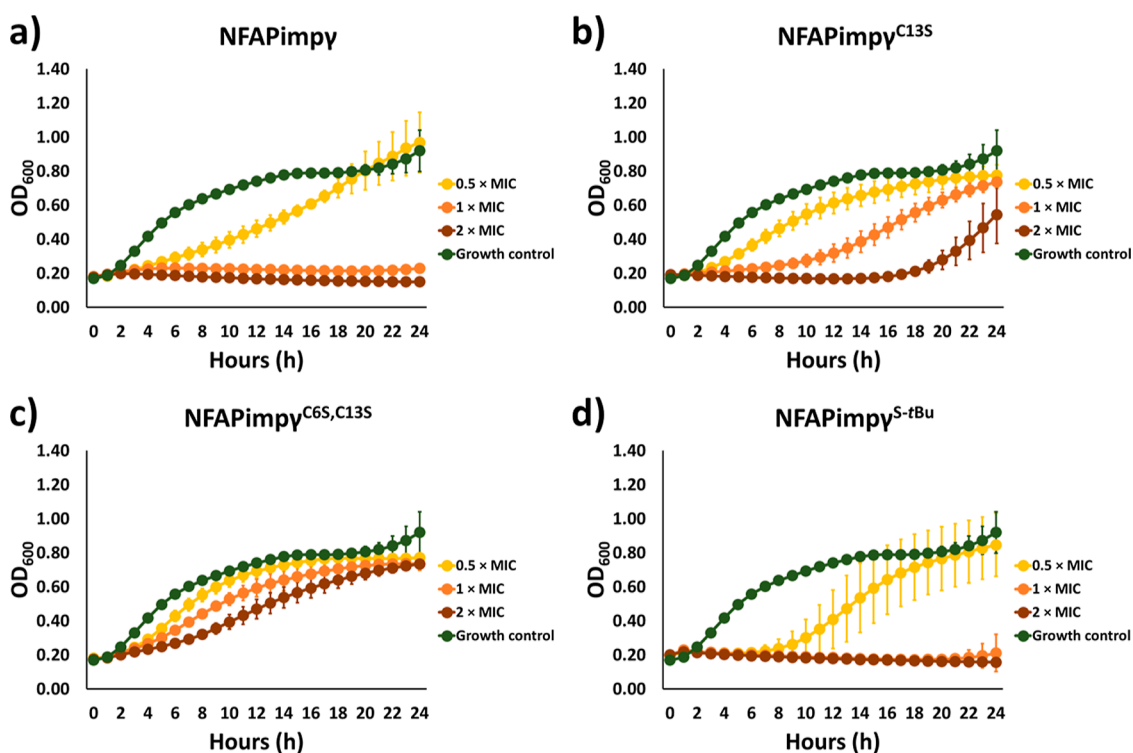 a)
NFAPimpγ
1.40
1.20
1.00
0.80
0.60
0.40
0.20
0.00
OD600
0 2 4 6 8 10 12 14 16 18 20 22 24
Hours (h)
0.5 × MIC
1 × MIC
2 × MIC
Growth control
b)
NFAPimpγC13S
1.40
1.20
1.00
0.80
0.60
0.40
0.20
0.00
OD600
0 2 4 6 8 10 12 14 16 18 20 22 24
Hours (h)
0.5 × MIC
1 × MIC
2 × MIC
Growth control
c)
NFAPimpγC6S,C13S
1.40
1.20
1.00
0.80
0.60
0.40
0.20
0.00
OD600
0 2 4 6 8 10 12 14 16 18 20 22 24
Hours (h)
0.5 × MIC
1 × MIC
2 × MIC
Growth control
d)
NFAPimpγS-tBu
1.40
1.20
1.00
0.80
0.60
0.40
0.20
0.00
OD600
0 2 4 6 8 10 12 14 16 18 20 22 24
Hours (h)
0.5 × MIC
1 × MIC
2 × MIC
Growth control